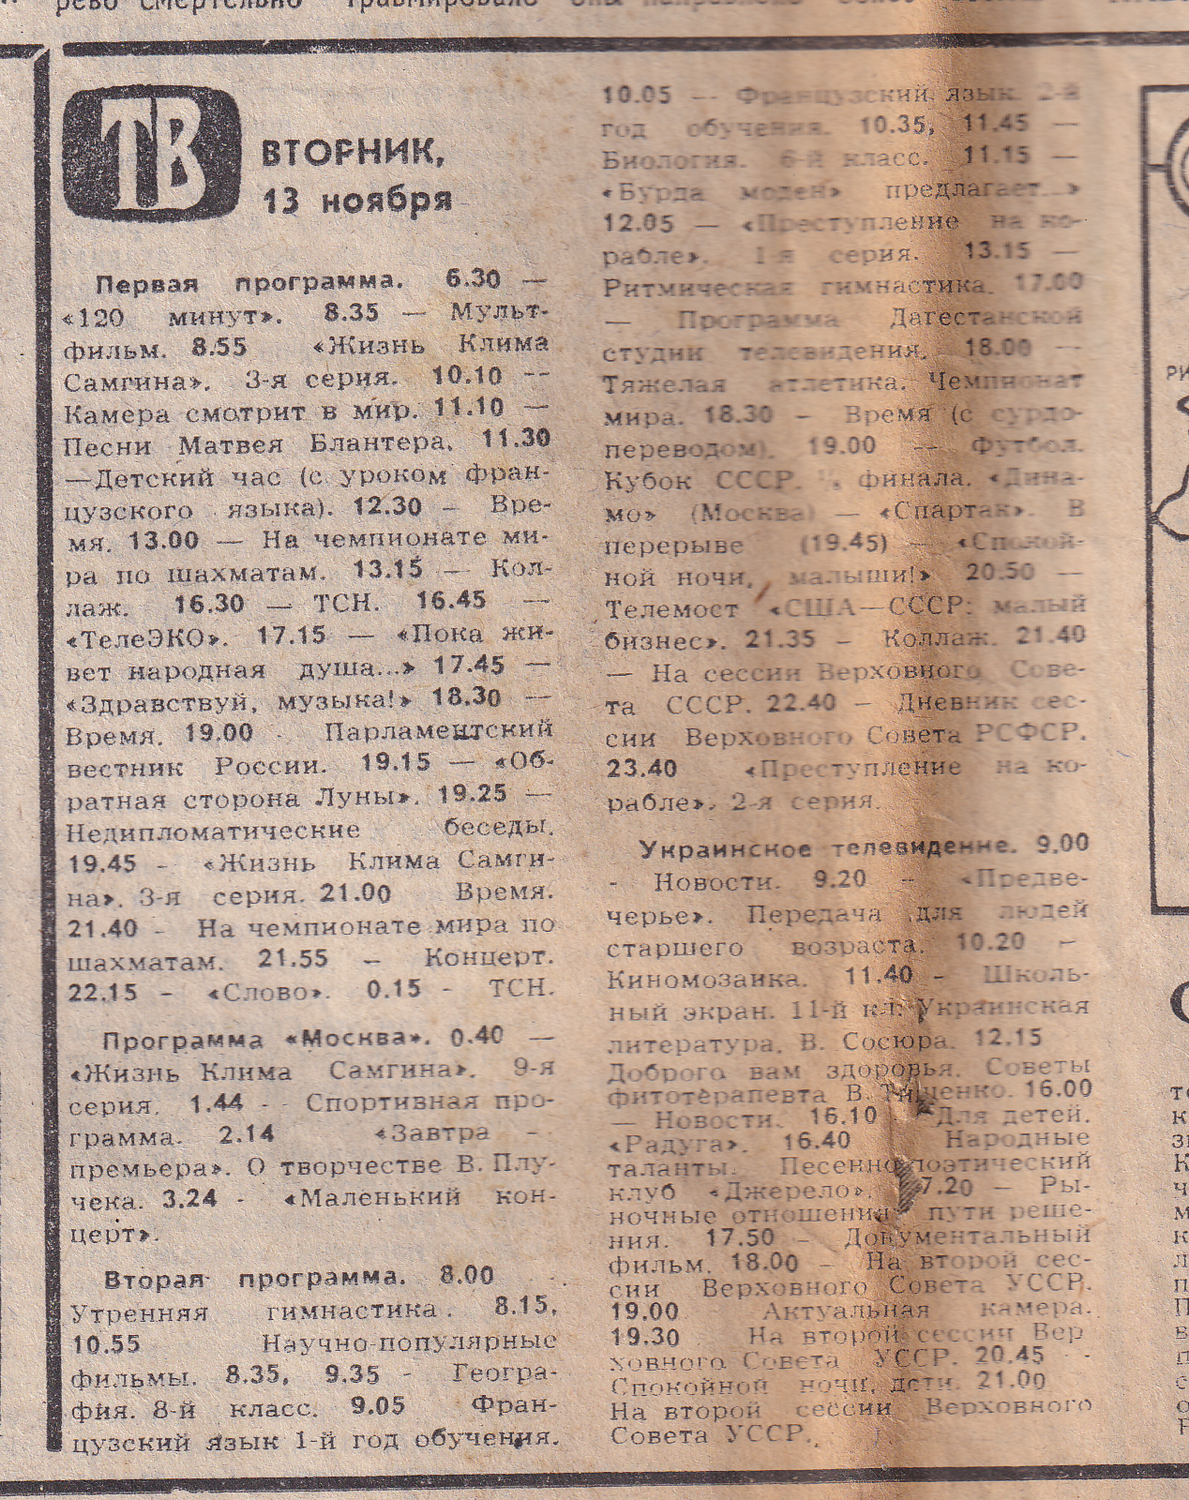 ТВ
ВТОРНИК,
13 ноября
Первая программа. 6.30 —
«120 минут». 8.35 — Мульт-
фильм. 8.55 «Жизнь Клима
Самгина». 3-я серия. 10.10 —
Камера смотрит в мир. 11.10 —
Песни Матвея Блантера. 11.30
—Детский час (с уроком фран-
цузского языка). 12.30 — Вре-
мя. 13.00 — На чемпионате ми-
ра по шахматам. 13.15 — Кол-
лаж. 16.30 — ТСН. 16.45 —
«ТелеЭКО». 17.15 — «Пока жи-
вет народная душа...» 17.45 —
«Здравствуй, музыка!» 18.30 —
Время. 19.00 - Парламентский
вестник России. 19.15 — «Об-
ратная сторона Луны». 19.25 —
Недипломатические беседы.
19.45 - «Жизнь Клима Самги-
на». 3-я серия. 21.00 Время.
21.40 - На чемпионате мира по
шахматам. 21.55 — Концерт.
22.15 - «Слово». 0.15 - ТСН.
Программа «Москва». 0.40 —
«Жизнь Клима Самгина». 9-я
серия. 1.44 - Спортивная про-
грамма. 2.14 «Завтра -
премьера». О творчестве В. Плу-
чека. 3.24 - «Маленький кон-
церт».
Вторая программа. 8.00
Утренняя гимнастика. 8.15,
10.55 Научно-популярные
фильмы. 8.35, 9.35 - Геогра-
фия. 8-й класс. 9.05 Фран-
цузский язык 1-й год обучения.
10.05 — Французский язык. 2-й
год обучения. 10.35, 11.45 —
Биология. 6-й класс. 11.15 —
«Бурда моден» предлагает...»
12.05 — «Преступление на ко-
рабле». 1-я серия. 13.15 —
Ритмическая гимнастика. 17.00
— Программа Дагестанской
студии телевидения. 18.00 —
Тяжелая атлетика. Чемпионат
мира. 18.30 — Время (с сурдо-
переводом). 19.00 — Футбол.
Кубок СССР. финала. «Дина-
мо» (Москва) — «Спартак». В
перерыве (19.45) — «Спокой-
ной ночи, малыши!» 20.50 —
Телемост «США—СССР: малый
бизнес». 21.35 - Коллаж. 21.40
— На сессии Верховного Сове-
та СССР. 22.40 — Дневник сес-
сии Верховного Совета РСФСР.
23.40 «Преступление на ко-
рабле». 2-я серия.
Украинское телевидение. 9.00
- Новости. 9.20 - «Предве-
черье». Передача для людей
старшего возраста. 10.20 —
Киномозаика. 11.40 - Школь-
ный экран. 11-й кл. Украинская
литература. В. Сосюра. 12.15
Доброго вам здоровья. Советы
фитотерапевта В. 16.00
— Новости. 16.10 «Для детей.
«Радуга». 16.40 Народные
таланты. Песенно-поэтический
клуб «Джерело». 17.20 — Ры-
ночные отношения: пути реше-
ния. 17.50 — Документальный
фильм. 18.00 — На второй сес-
сии Верховного Совета УССР.
19.00 Актуальная камера.
19.30 На второй сессии Вер
ховного Совета УССР. 20.45 -
Спокойной ночи, дети. 21.00
На второй сессии Верховного
Совета УССР.